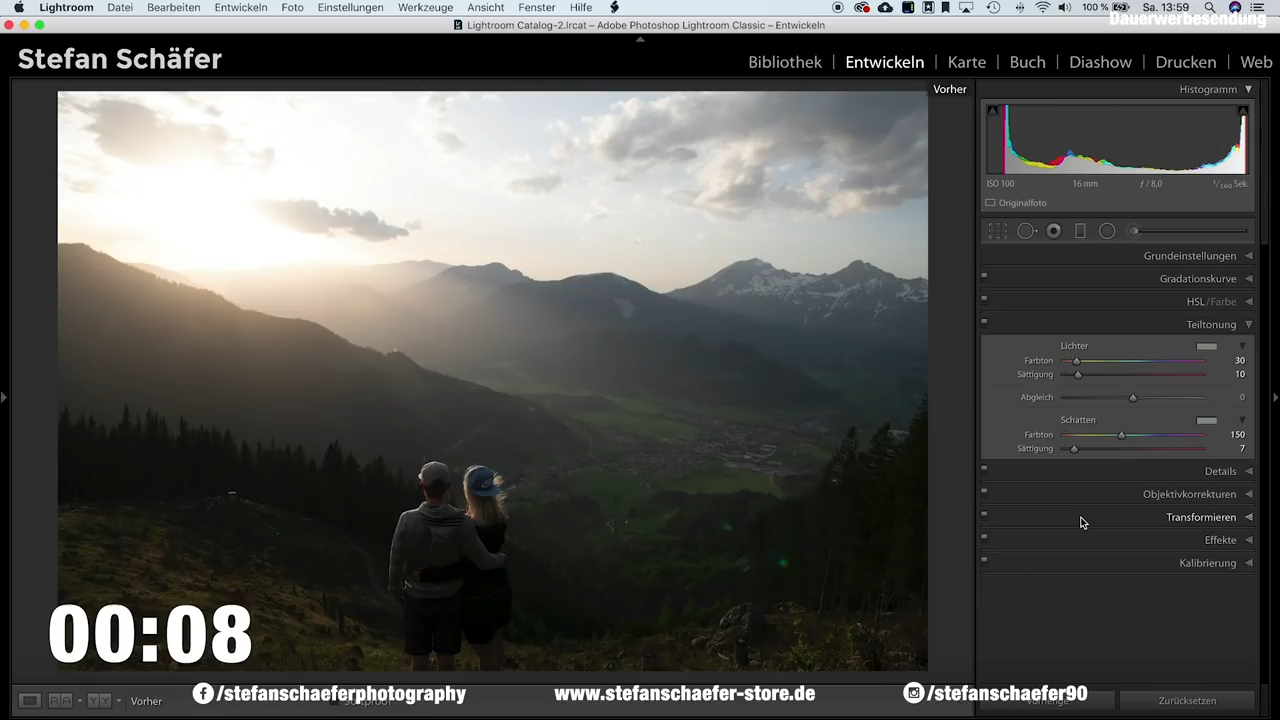 Lightroom Datei Bearbeiten Entwickeln Foto Einstellungen Werkzeuge Ansicht Fenster Hilfe 100 % Sa. 13:59
Dauerwerbesendung
Lightroom Catalog-2.lrcat – Adobe Photoshop Lightroom Classic – Entwickeln
Stefan Schäfer
Bibliothek | Entwickeln | Karte | Buch | Diashow | Drucken | Web
Vorher
Histogramm
ISO 100 16 mm ƒ / 8,0 1/160 Sek.
Originalfoto
Grundeinstellungen
Gradationskurve
HSL / Farbe
Teiltonung
Lichter
Farbton 30
Sättigung 10
Abgleich 0
Schatten
Farbton 150
Sättigung 7
Details
Objektivkorrekturen
Transformieren
Effekte
Kalibrierung
00:08
/stefanschaeferphotography
www.stefanschaefer-store.de
/stefanschaefer90
Vorher
Zurücksetzen